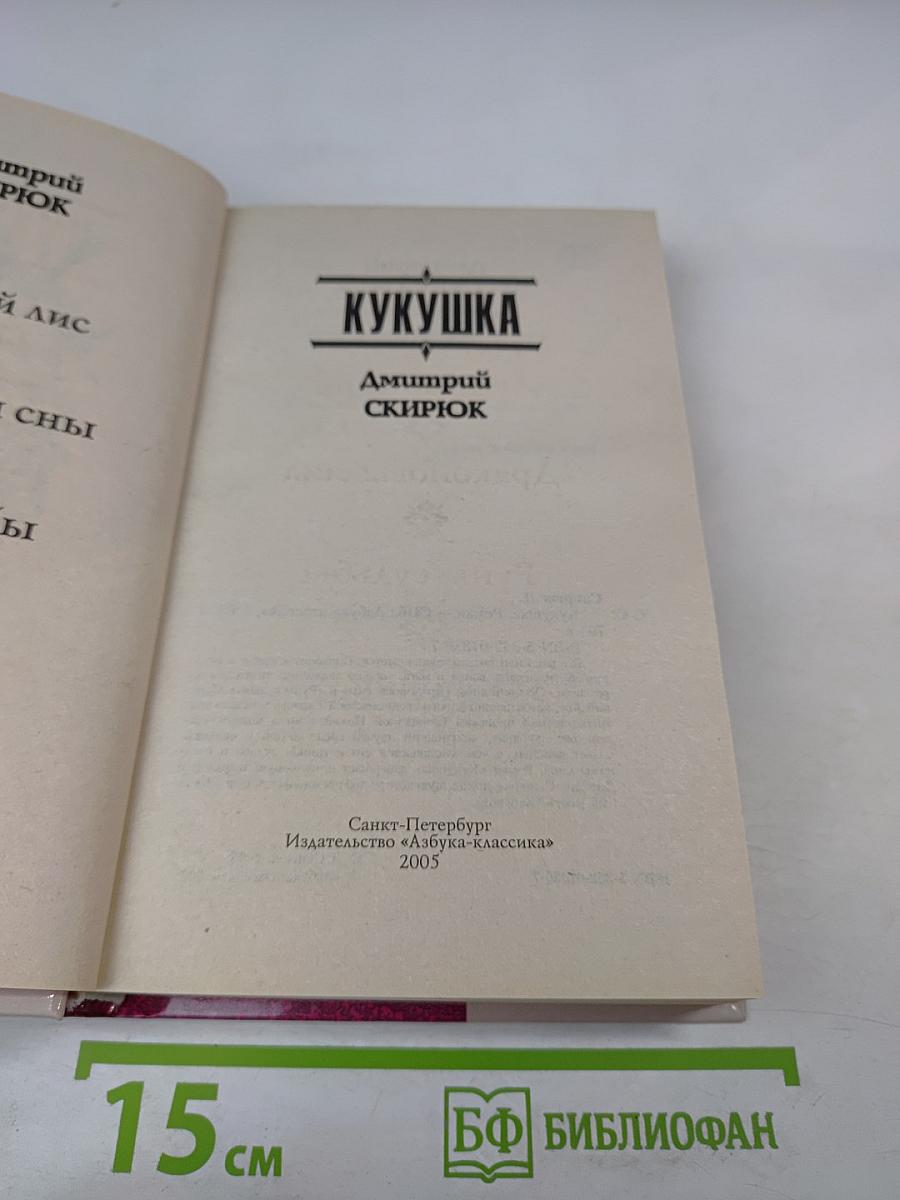 итрий
РЮК
й лис
сны
ы
КУКУШКА
Дмитрий
СКИРЮК
Санкт-Петербург
Издательство «Азбука-классика»
2005
15 см
БФ БИБЛИОФАН